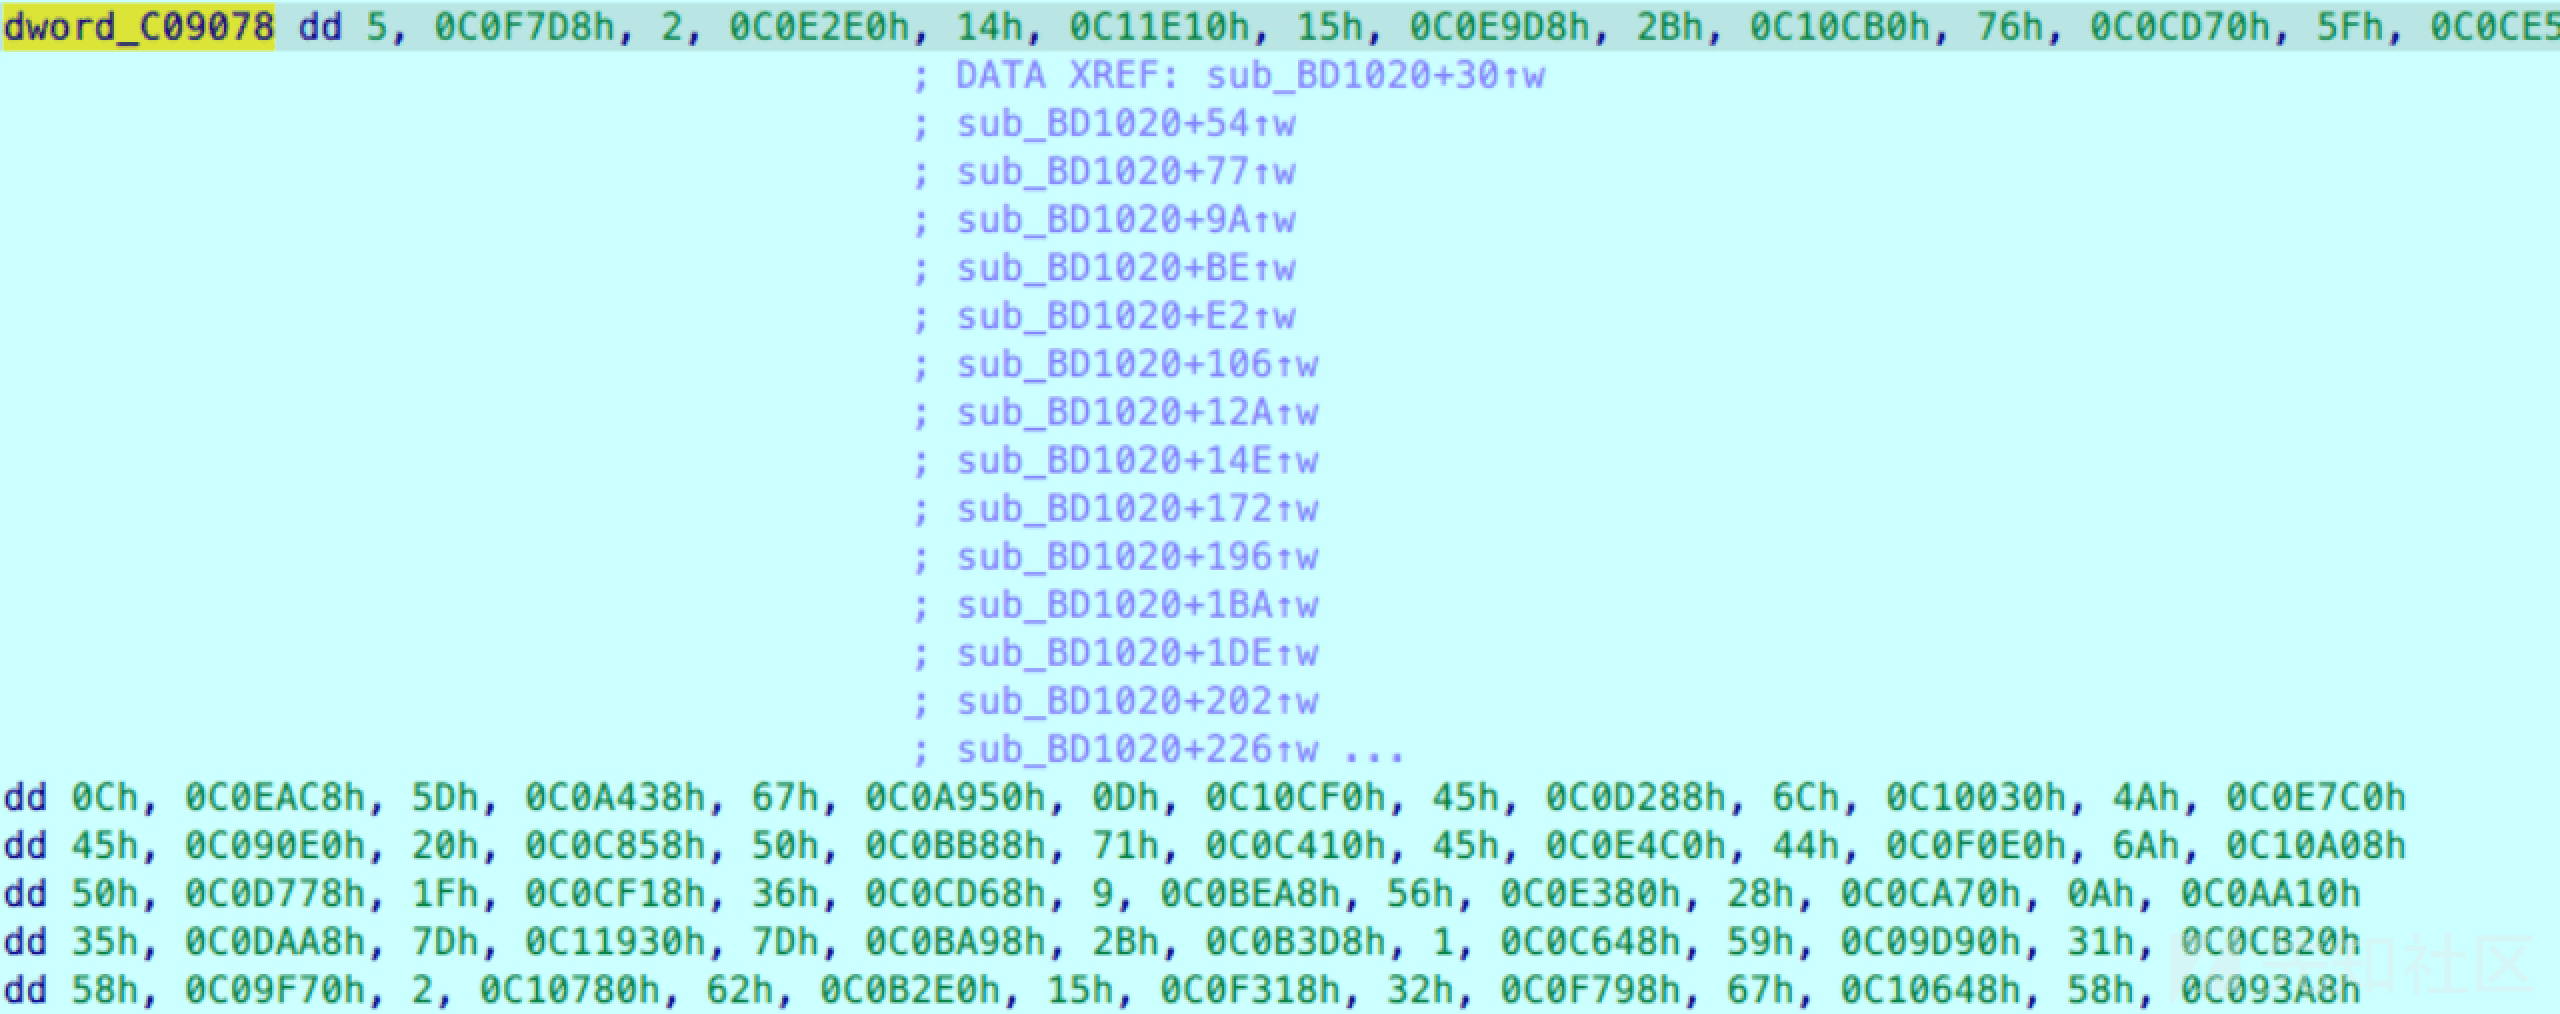 dword_C09078 dd 5, 0C0F7D8h, 2, 0C0E2E0h, 14h, 0C11E10h, 15h, 0C0E9D8h, 2Bh, 0C10CB0h, 76h, 0C0CD70h, 5Fh, 0C0CE5
; DATA XREF: sub_BD1020+30↑w
; sub_BD1020+54↑w
; sub_BD1020+77↑w
; sub_BD1020+9A↑w
; sub_BD1020+BE↑w
; sub_BD1020+E2↑w
; sub_BD1020+106↑w
; sub_BD1020+12A↑w
; sub_BD1020+14E↑w
; sub_BD1020+172↑w
; sub_BD1020+196↑w
; sub_BD1020+1BA↑w
; sub_BD1020+1DE↑w
; sub_BD1020+202↑w
; sub_BD1020+226↑w ...
dd 0Ch, 0C0EAC8h, 5Dh, 0C0A438h, 67h, 0C0A950h, 0Dh, 0C10CF0h, 45h, 0C0D288h, 6Ch, 0C10030h, 4Ah, 0C0E7C0h
dd 45h, 0C090E0h, 20h, 0C0C858h, 50h, 0C0BB88h, 71h, 0C0C410h, 45h, 0C0E4C0h, 44h, 0C0F0E0h, 6Ah, 0C10A08h
dd 50h, 0C0D778h, 1Fh, 0C0CF18h, 36h, 0C0CD68h, 9, 0C0BEA8h, 56h, 0C0E380h, 28h, 0C0CA70h, 0Ah, 0C0AA10h
dd 35h, 0C0DAA8h, 7Dh, 0C11930h, 7Dh, 0C0BA98h, 2Bh, 0C0B3D8h, 1, 0C0C648h, 59h, 0C09D90h, 31h, 0C0CB20h
dd 58h, 0C09F70h, 2, 0C10780h, 62h, 0C0B2E0h, 15h, 0C0F318h, 32h, 0C0F798h, 67h, 0C10648h, 58h, 0C093A8h
社区